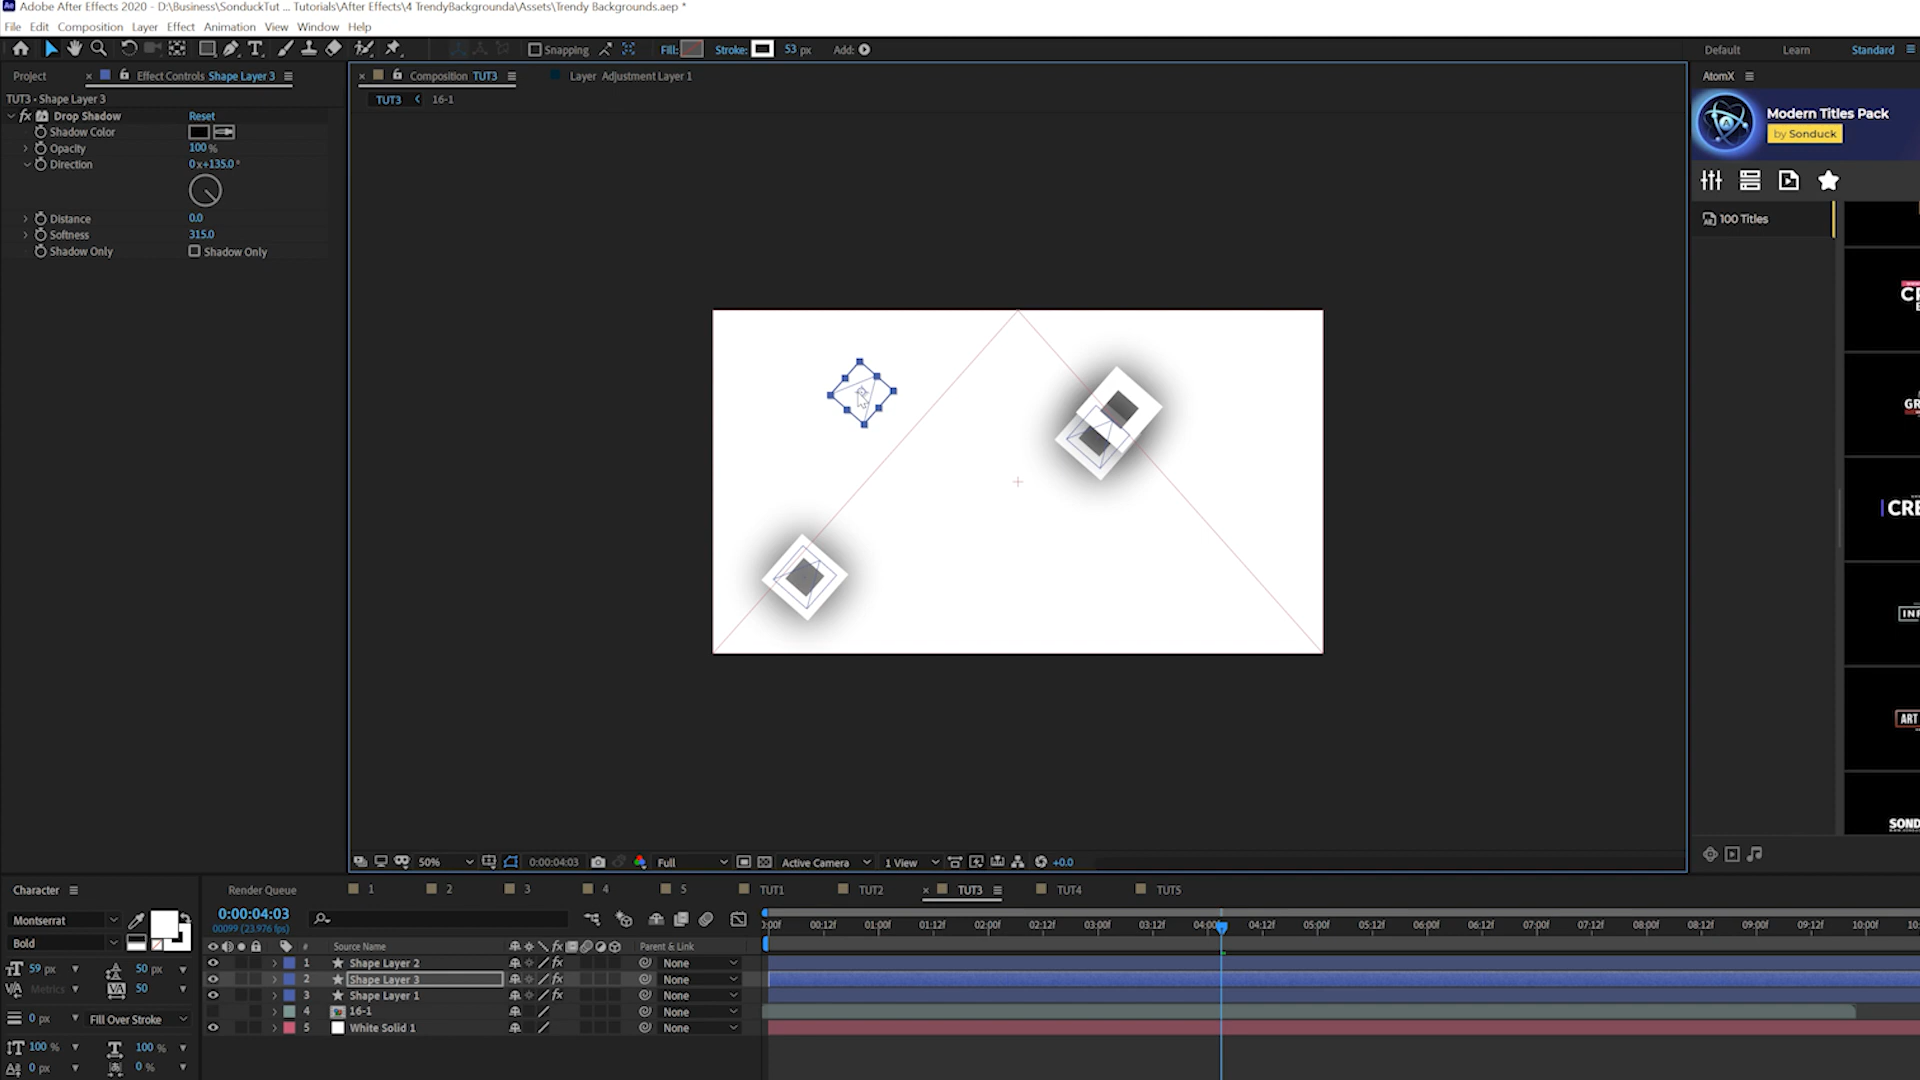 Adobe After Effects 2020 - D:\Business\SonduckTut ... Tutorials\After Effects\4 TrendyBackgrounda\Assets\Trendy Backgrounds.aep *
File Edit Composition Layer Effect Animation View Window Help
Snapping Fill: Stroke: 53 px Add: Default Learn Standard
Project Effect Controls Shape Layer 3 Composition TUT3 Layer Adjustment Layer 1 AtomX
TUT3 16-1
TUT3 • Shape Layer 3
fx Drop Shadow Reset
Shadow Color
Opacity 100 %
Direction 0 x+135.0 °
Distance 0.0
Softness 315.0
Shadow Only Shadow Only
Modern Titles Pack
by Sonduck
100 Titles
CRE
ART
50% 0:00:04:03 Full Active Camera 1 View +0.0
Character Render Queue 1 2 3 4 5 TUT1 TUT2 TUT3 TUT4 TUT5
Montserrat
Bold
59 px 50 px
Metrics 50
0 px Fill Over Stroke
100 % 100 %
0 px 0 %
0:00:04:03
00099 (23.976 fps)
00:12f 01:00f 01:12f 02:00f 02:12f 03:00f 03:12f 04:00f 04:12f 05:00f 05:12f 06:00f 06:12f 07:00f 07:12f 08:00f 08:12f 09:00f 09:12f 10:00f
# Source Name fx Parent & Link
1 Shape Layer 2 fx None
2 Shape Layer 3 fx None
3 Shape Layer 1 fx None
4 16-1 None
5 White Solid 1 None